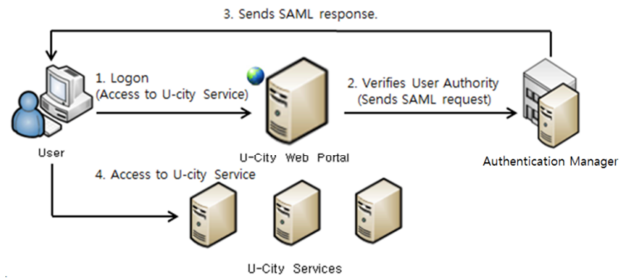 3. Sends SAML response.
1. Logon
(Access to U-city Service)
2. Verifies User Authority
(Sends SAML request)
User
U-City Web Portal
Authentication Manager
4. Access to U-city Service
U-City Services